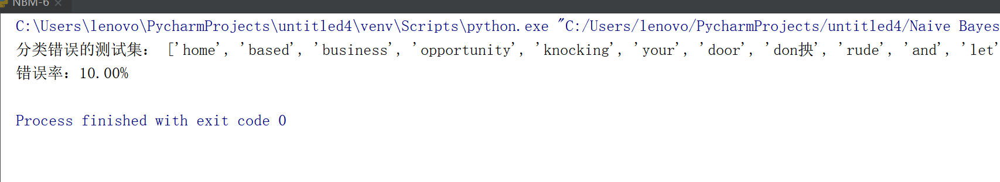 NBM-6 ×
C:\Users\lenovo\PycharmProjects\untitled4\venv\Scripts\python.exe "C:/Users/lenovo/PycharmProjects/untitled4/Naive Bayes
分类错误的测试集： ['home', 'based', 'business', 'opportunity', 'knocking', 'your', 'door', 'don抰', 'rude', 'and', 'let'
错误率：10.00%
Process finished with exit code 0